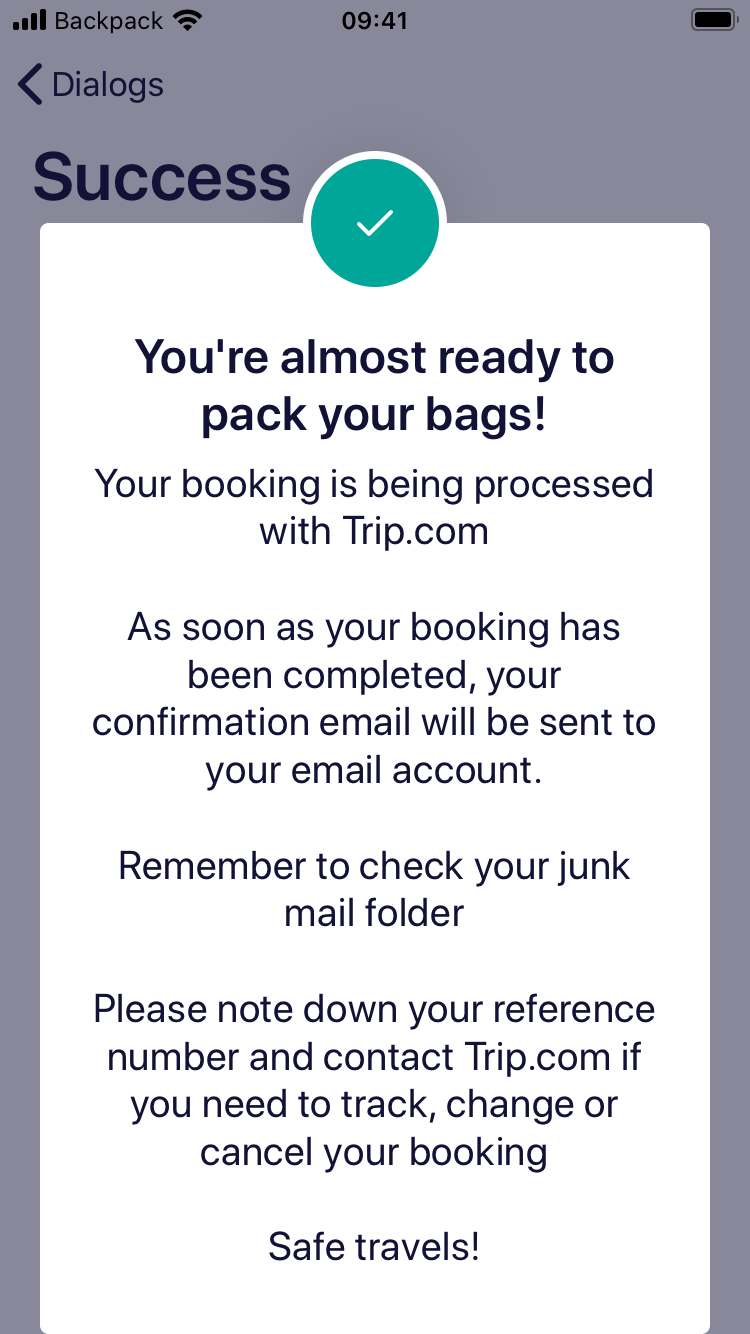 Backpack 09:41
Dialogs
Success
You're almost ready to
pack your bags!
Your booking is being processed
with Trip.com
As soon as your booking has
been completed, your
confirmation email will be sent to
your email account.
Remember to check your junk
mail folder
Please note down your reference
number and contact Trip.com if
you need to track, change or
cancel your booking
Safe travels!